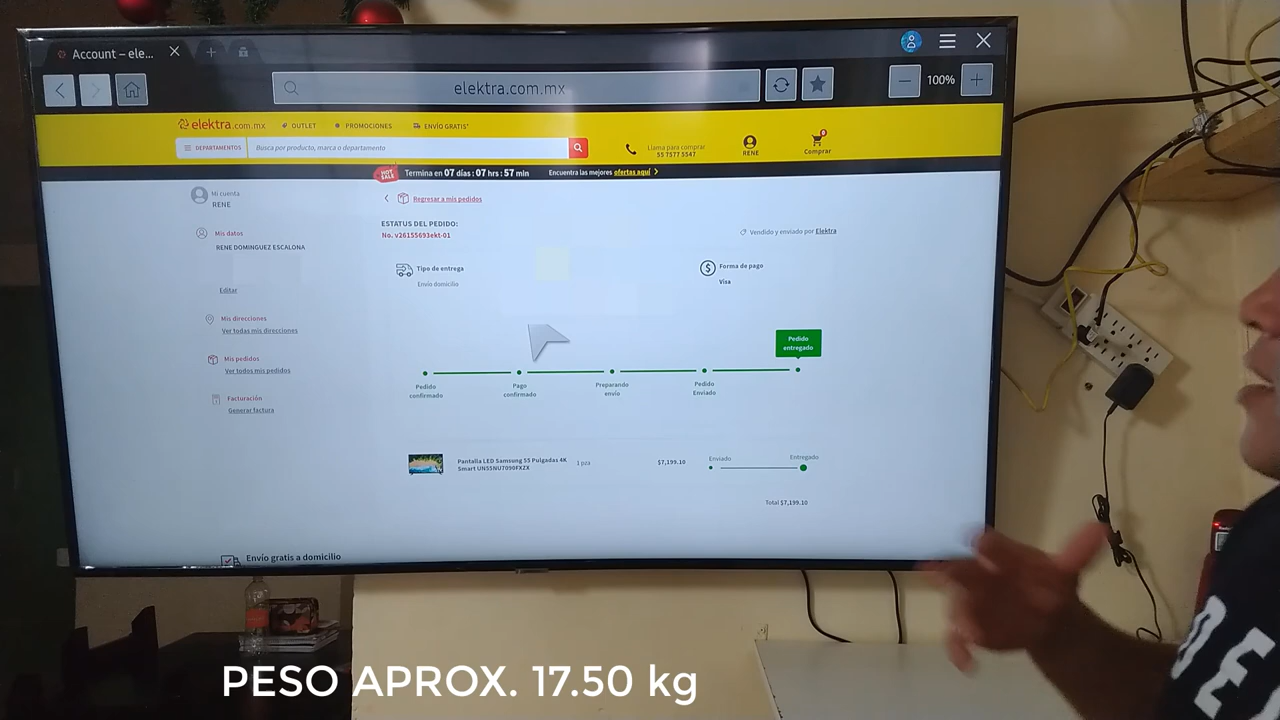 Account – ele...
100%
elektra.com.mx
elektra.com.mx
OUTLET
PROMOCIONES
ENVÍO GRATIS*
DEPARTAMENTOS
Busca por producto, marca o departamento
Llama para comprar
55 7577 5547
RENE
0
Comprar
HOT SALE
Termina en 07 días : 07 hrs : 57 min
Encuentra las mejores ofertas aquí
Mi cuenta
RENE
Mis datos
RENE DOMINGUEZ ESCALONA
Editar
Mis direcciones
Ver todas mis direcciones
Mis pedidos
Ver todos mis pedidos
Facturación
Generar factura
Regresar a mis pedidos
ESTATUS DEL PEDIDO:
No. v26155693ekt-01
Vendido y enviado por Elektra
Tipo de entrega
Envío domicilio
Forma de pago
Visa
Pedido
entregado
Pedido
confirmado
Pago
confirmado
Preparando
envío
Pedido
Enviado
Pantalla LED Samsung 55 Pulgadas 4K
Smart UN55NU7090FXZX
1 pza
$7,199.10
Enviado
Entregado
Total $7,199.10
Envío gratis a domicilio
PESO APROX. 17.50 kg